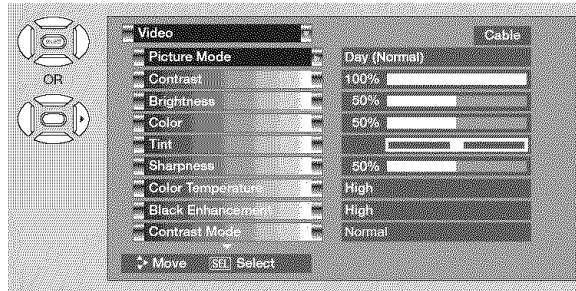 Video
Cable
SELECT
OR
Picture Mode Day (Normal)
Contrast 100%
Brightness 50%
Color 50%
Tint
Sharpness 50%
Color Temperature High
Black Enhancement High
Contrast Mode Normal
Move SEL Select